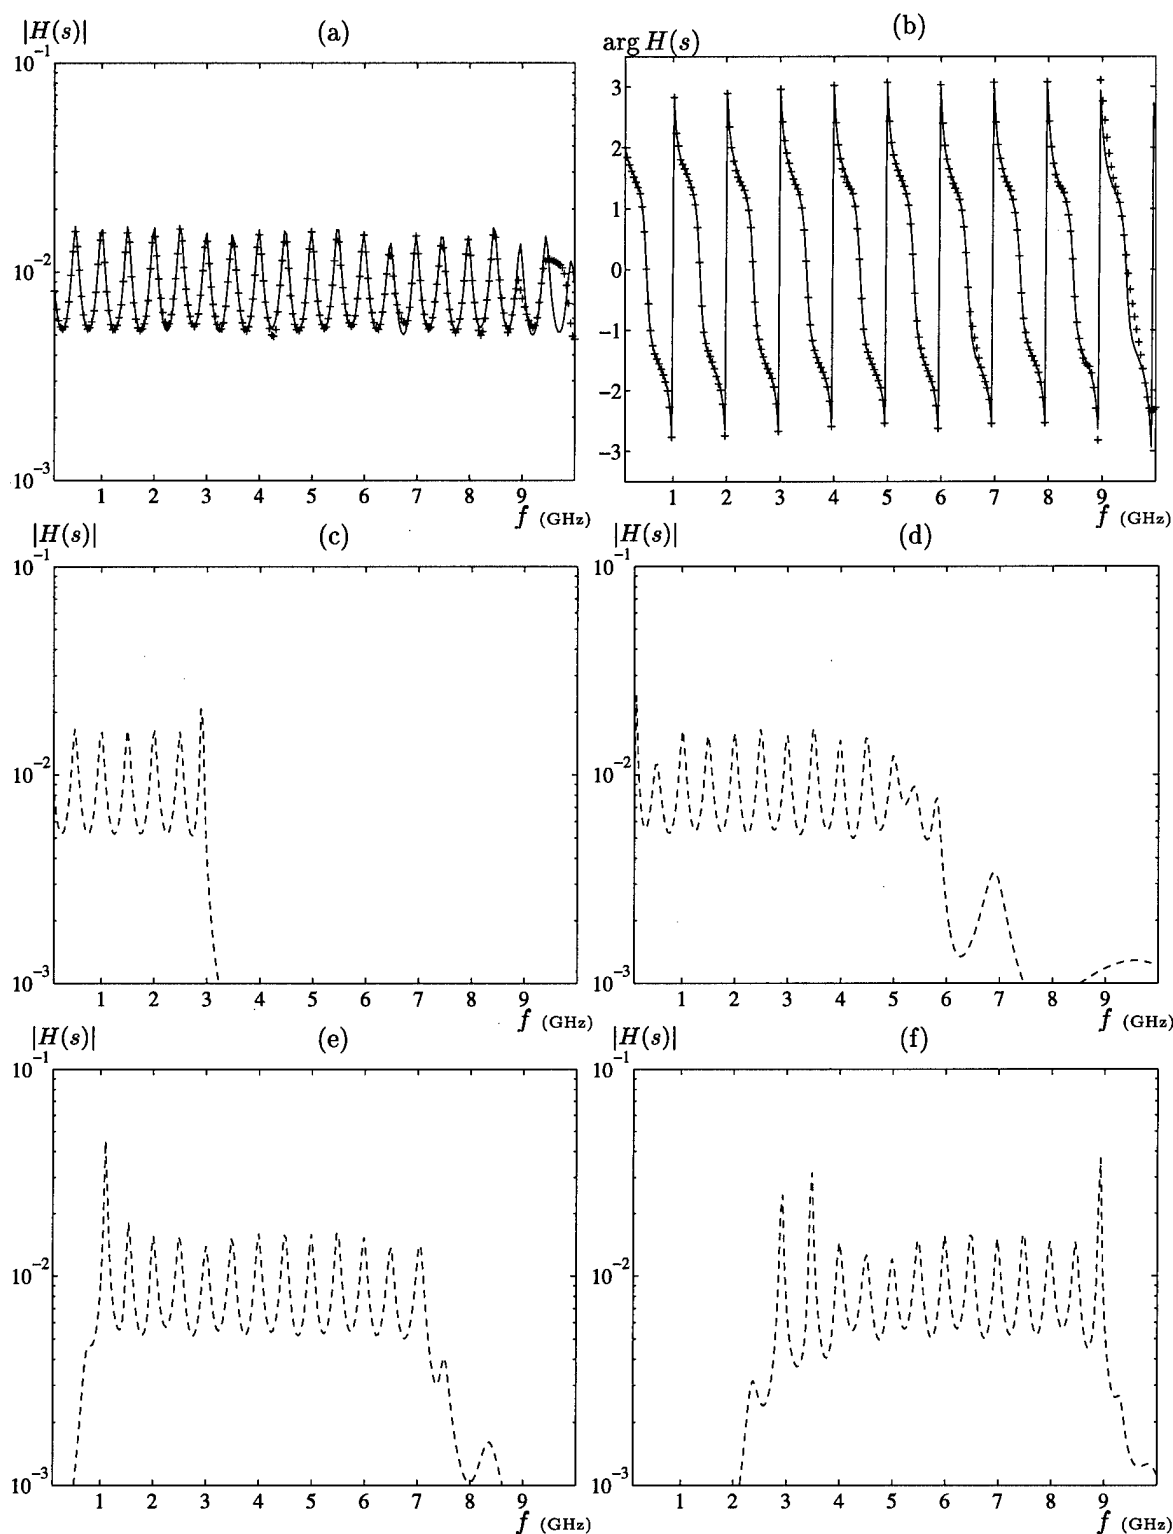 |H(s)| (a)
10⁻¹
10⁻²
10⁻³
1 2 3 4 5 6 7 8 9
f (GHz)
arg H(s) (b)
3
2
1
0
−1
−2
−3
1 2 3 4 5 6 7 8 9
f (GHz)
|H(s)| (c)
10⁻¹
10⁻²
10⁻³
1 2 3 4 5 6 7 8 9
f (GHz)
|H(s)| (d)
10⁻¹
10⁻²
10⁻³
1 2 3 4 5 6 7 8 9
f (GHz)
|H(s)| (e)
10⁻¹
10⁻²
10⁻³
1 2 3 4 5 6 7 8 9
f (GHz)
|H(s)| (f)
10⁻¹
10⁻²
10⁻³
1 2 3 4 5 6 7 8 9
f (GHz)